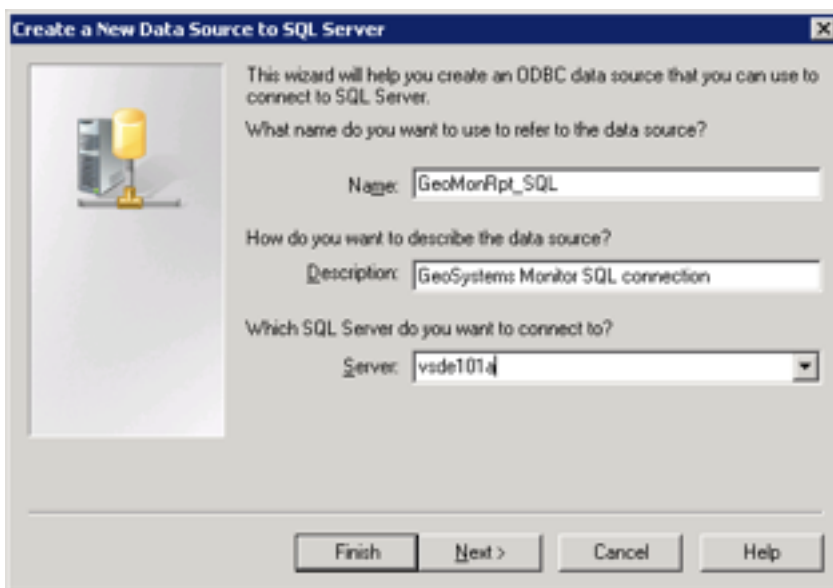 Create a New Data Source to SQL Server
This wizard will help you create an ODBC data source that you can use to
connect to SQL Server.
What name do you want to use to refer to the data source?
Name: GeoMonRpt_SQL
How do you want to describe the data source?
Description: GeoSystems Monitor SQL connection
Which SQL Server do you want to connect to?
Server: vsde101a
Finish Next > Cancel Help